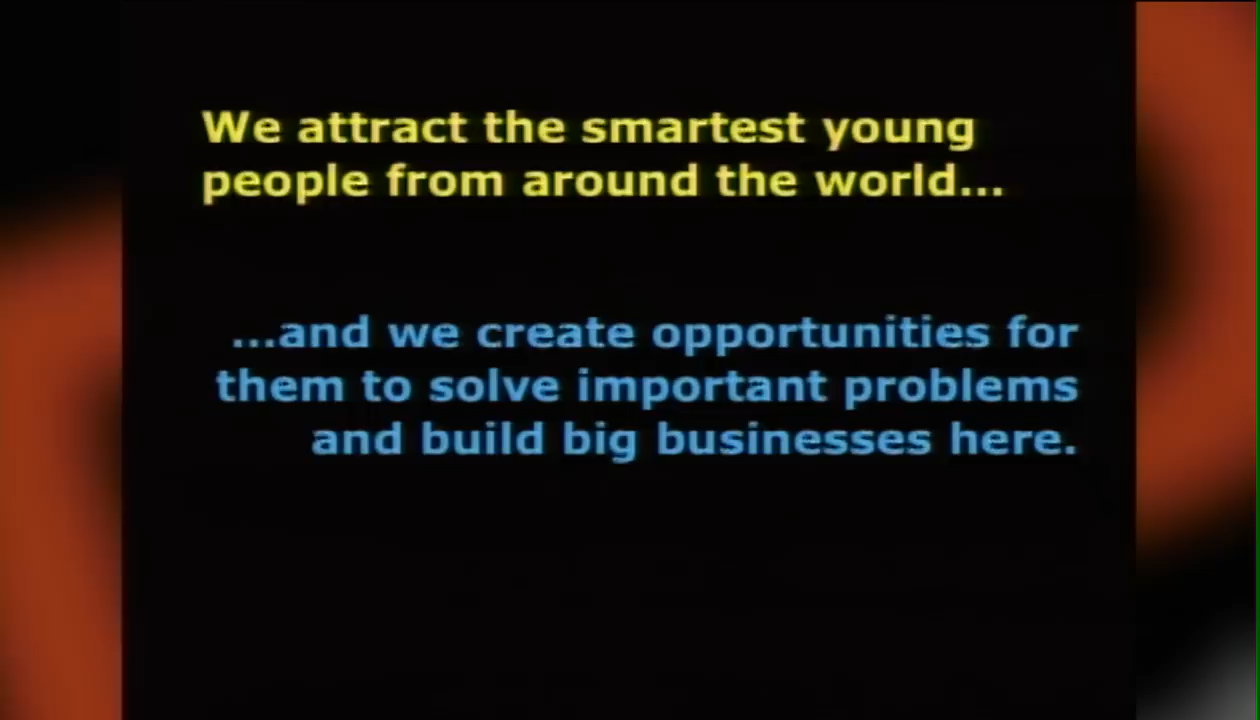 We attract the smartest young
people from around the world...
...and we create opportunities for
them to solve important problems
and build big businesses here.